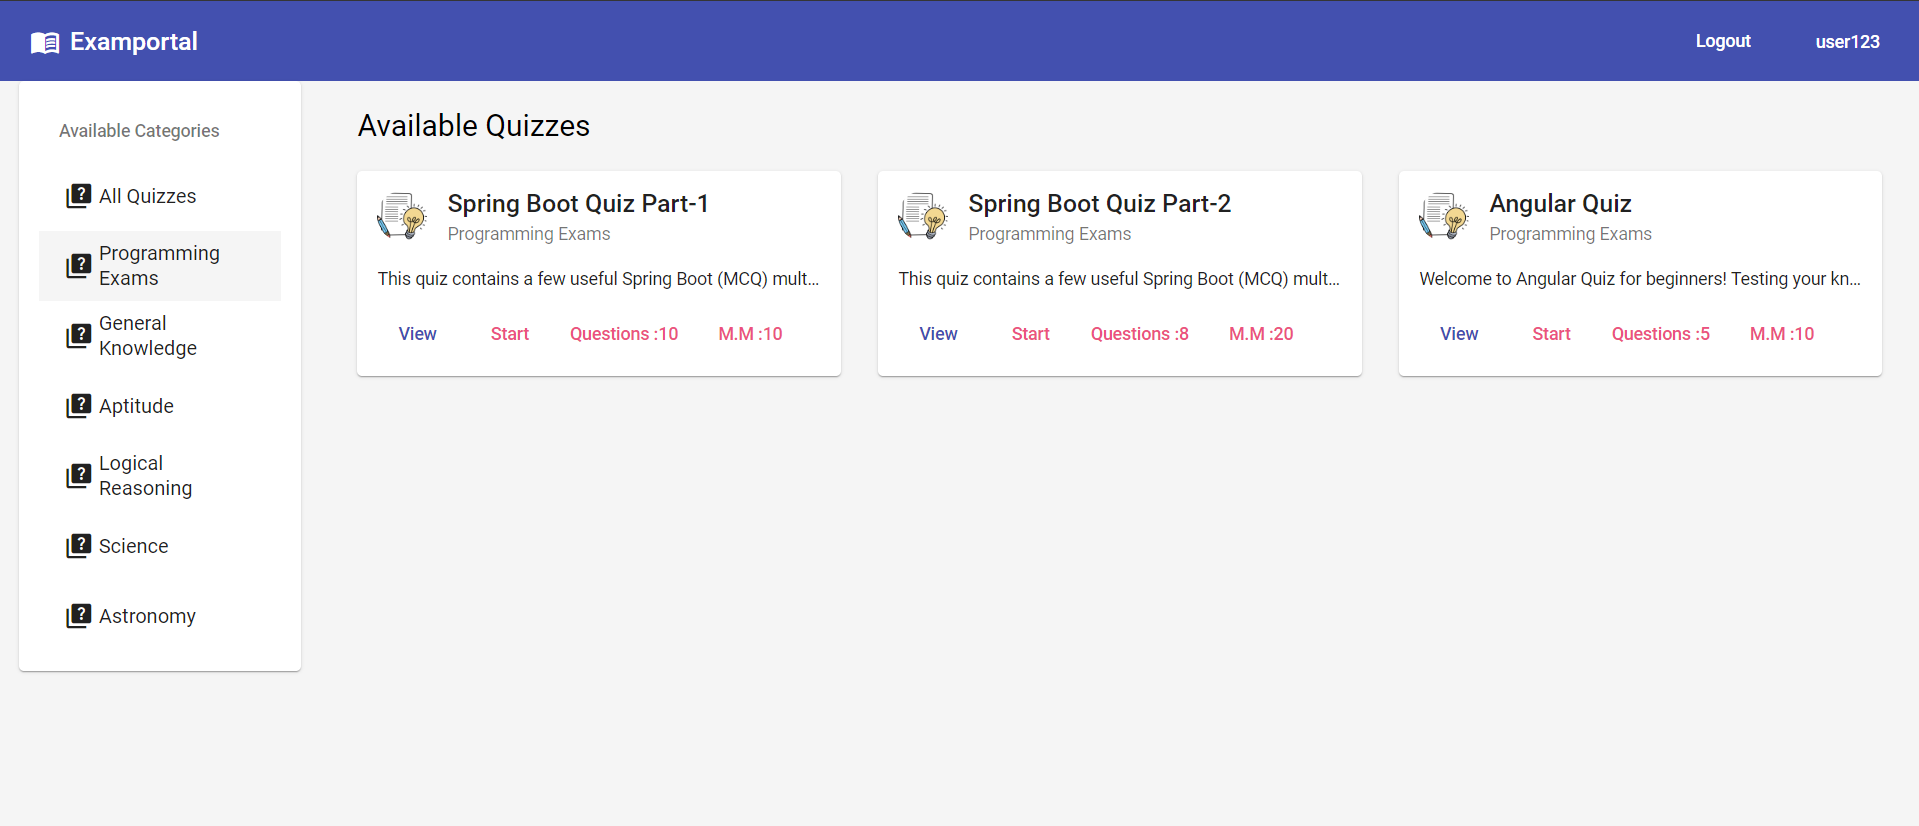 Examportal
Logout
user123
Available Categories
All Quizzes
Programming
Exams
General
Knowledge
Aptitude
Logical
Reasoning
Science
Astronomy
Available Quizzes
Spring Boot Quiz Part-1
Programming Exams
This quiz contains a few useful Spring Boot (MCQ) mult...
View Start Questions :10 M.M :10
Spring Boot Quiz Part-2
Programming Exams
This quiz contains a few useful Spring Boot (MCQ) mult...
View Start Questions :8 M.M :20
Angular Quiz
Programming Exams
Welcome to Angular Quiz for beginners! Testing your kn...
View Start Questions :5 M.M :10